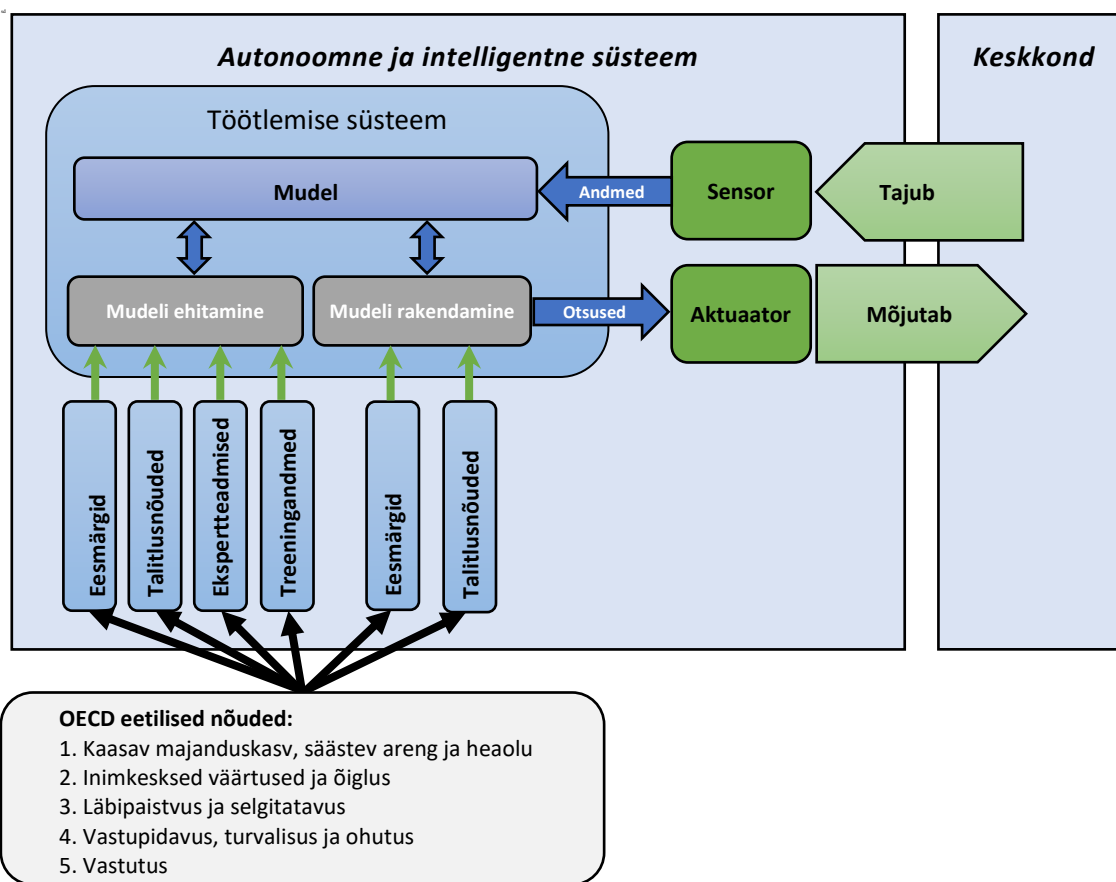 Autonoomne ja intelligentne süsteem
Keskkond
Töötlemise süsteem
Mudel
Andmed
Sensor
Tajub
Mudeli ehitamine
Mudeli rakendamine
Otsused
Aktuaator
Mõjutab
Eesmärgid
Talitlusnõuded
Ekspertteadmised
Treeningandmed
Eesmärgid
Talitlusnõuded
OECD eetilised nõuded:
1. Kaasav majanduskasv, säästev areng ja heaolu
2. Inimkesksed väärtused ja õiglus
3. Läbipaistvus ja selgitatavus
4. Vastupidavus, turvalisus ja ohutus
5. Vastutus